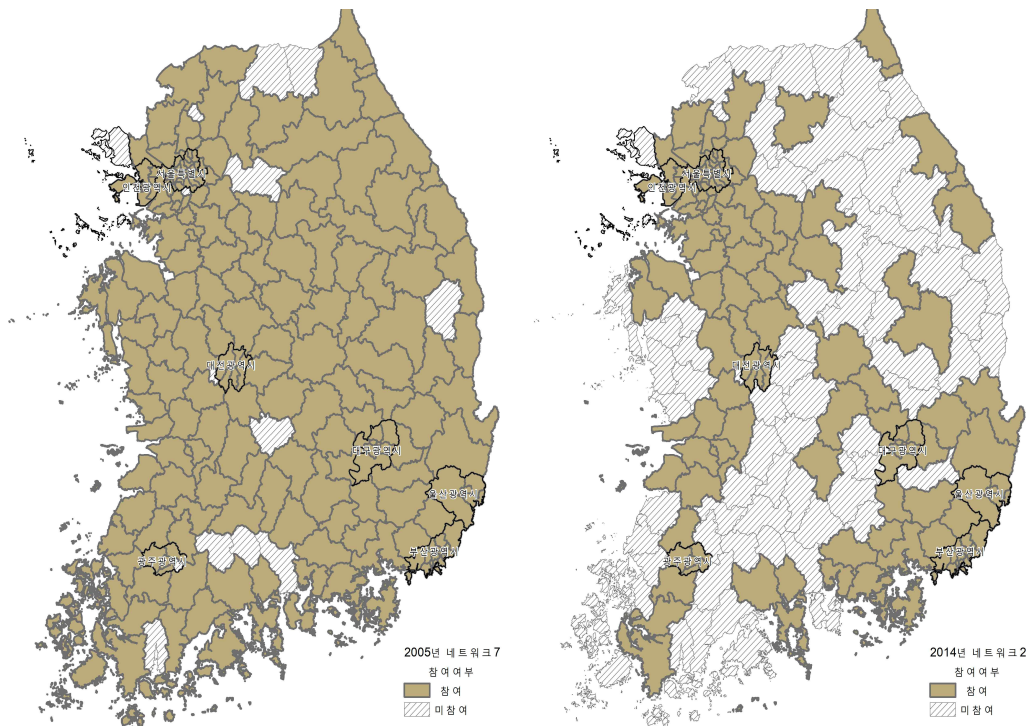 서울특별시
인천광역시
대전광역시
대구광역시
울산광역시
부산광역시
광주광역시
2005년 네트워크7
참여여부
참여
미참여
서울특별시
인천광역시
대전광역시
대구광역시
울산광역시
부산광역시
광주광역시
2014년 네트워크2
참여여부
참여
미참여